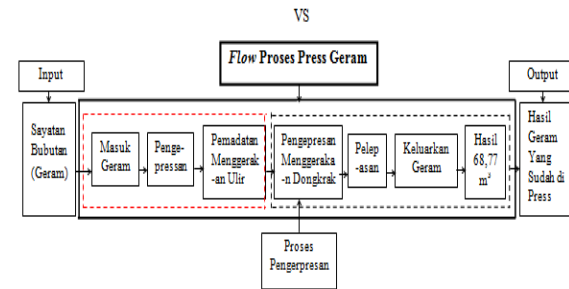 VS
Flow Proses Press Geram
Input
Output
Sayatan
Bubutan
(Geram)
Masuk
Geram
Penge-
pressan
Pemadatan
Menggerak
-an Ulir
Pengepresan
Menggeraka
-n Dongkrak
Pelep
-asan
Keluarkan
Geram
Hasil
68,77
m³
Hasil
Geram
Yang
Sudah di
Press
Proses
Pengerpresan